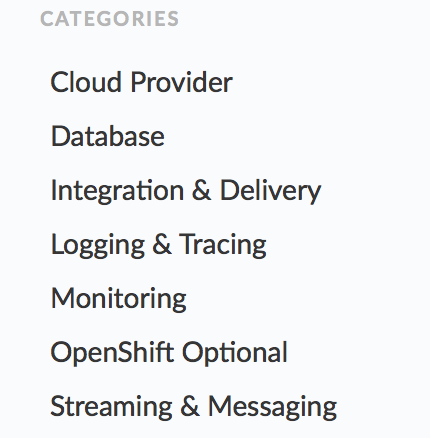 CATEGORIES
Cloud Provider
Database
Integration & Delivery
Logging & Tracing
Monitoring
OpenShift Optional
Streaming & Messaging